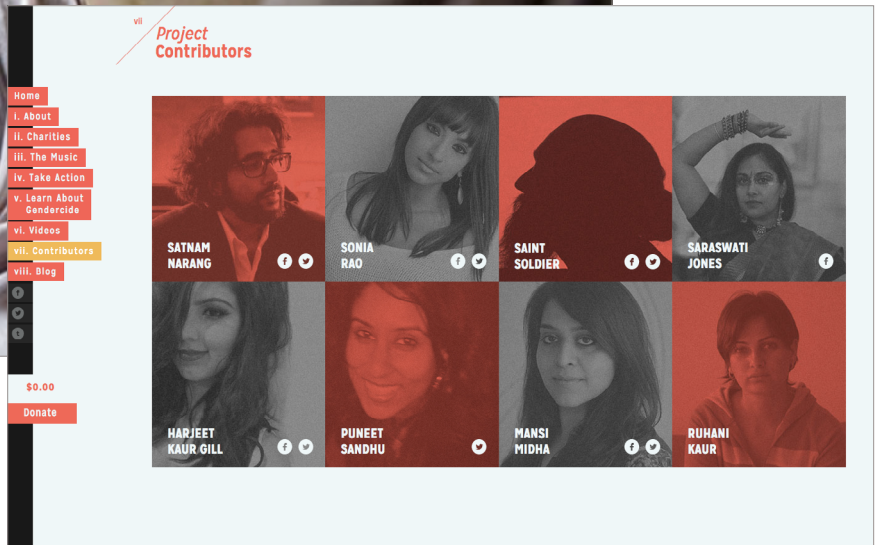 vii
Project
Contributors
Home
i. About
ii. Charities
iii. The Music
iv. Take Action
v. Learn About
Gendercide
vi. Videos
vii. Contributors
viii. Blog
$0.00
Donate
SATNAM
NARANG
SONIA
RAO
SAINT
SOLDIER
SARASWATI
JONES
HARJEET
KAUR GILL
PUNEET
SANDHU
MANSI
MIDHA
RUHANI
KAUR